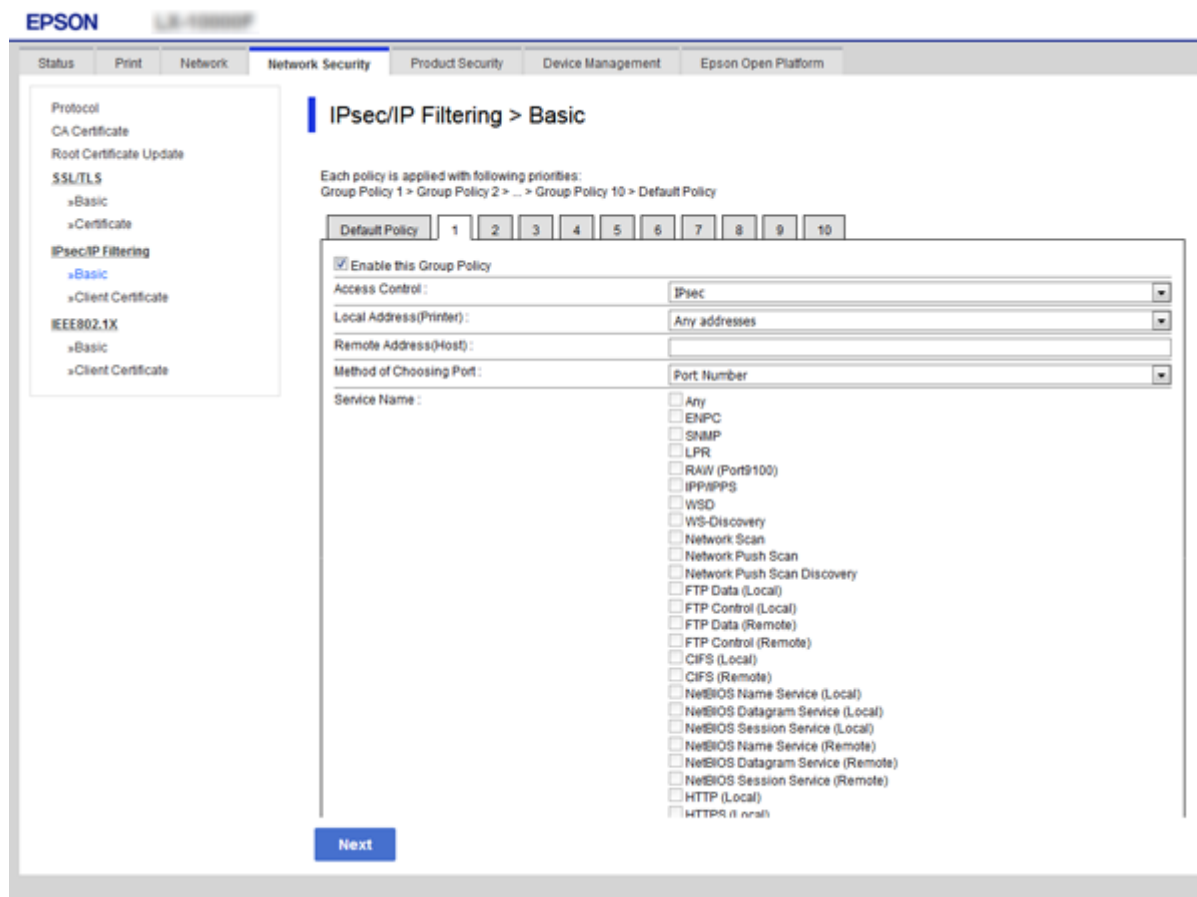 EPSON
Status Print Network Network Security Product Security Device Management Epson Open Platform
Protocol
CA Certificate
Root Certificate Update
SSL/TLS
»Basic
»Certificate
IPsec/IP Filtering
»Basic
»Client Certificate
IEEE802.1X
»Basic
»Client Certificate
IPsec/IP Filtering > Basic
Each policy is applied with following priorities:
Group Policy 1 > Group Policy 2 > ... > Group Policy 10 > Default Policy
Default Policy 1 2 3 4 5 6 7 8 9 10
Enable this Group Policy
Access Control : IPsec
Local Address(Printer) : Any addresses
Remote Address(Host) :
Method of Choosing Port : Port Number
Service Name : Any
ENPC
SNMP
LPR
RAW (Port9100)
IPP/IPPS
WSD
WS-Discovery
Network Scan
Network Push Scan
Network Push Scan Discovery
FTP Data (Local)
FTP Control (Local)
FTP Data (Remote)
FTP Control (Remote)
CIFS (Local)
CIFS (Remote)
NetBIOS Name Service (Local)
NetBIOS Datagram Service (Local)
NetBIOS Session Service (Local)
NetBIOS Name Service (Remote)
NetBIOS Datagram Service (Remote)
NetBIOS Session Service (Remote)
HTTP (Local)
HTTPS (Local)
Next